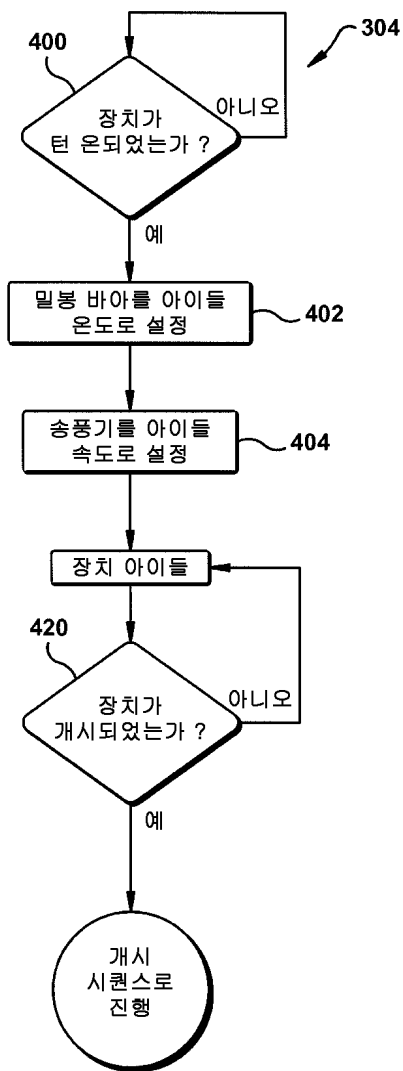 304
400
장치가
턴 온되었는가 ?
아니오
예
밀봉 바아를 아이들
온도로 설정
402
송풍기를 아이들
속도로 설정
404
장치 아이들
420
장치가
개시되었는가 ?
아니오
예
개시
시퀀스로
진행